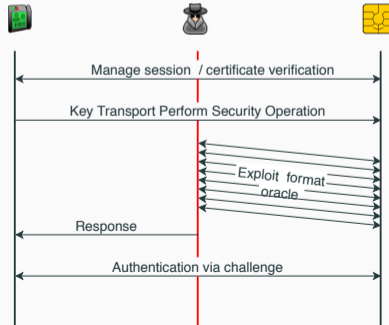 Manage session / certificate verification
Key Transport Perform Security Operation
Exploit format
oracle
Response
Authentication via challenge